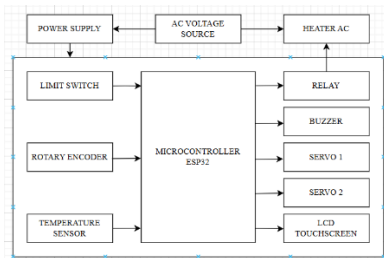 POWER SUPPLY
AC VOLTAGE
SOURCE
HEATER AC
LIMIT SWITCH
RELAY
BUZZER
MICROCONTROLLER
ESP32
ROTARY ENCODER
SERVO 1
SERVO 2
TEMPERATURE
SENSOR
LCD
TOUCHSCREEN